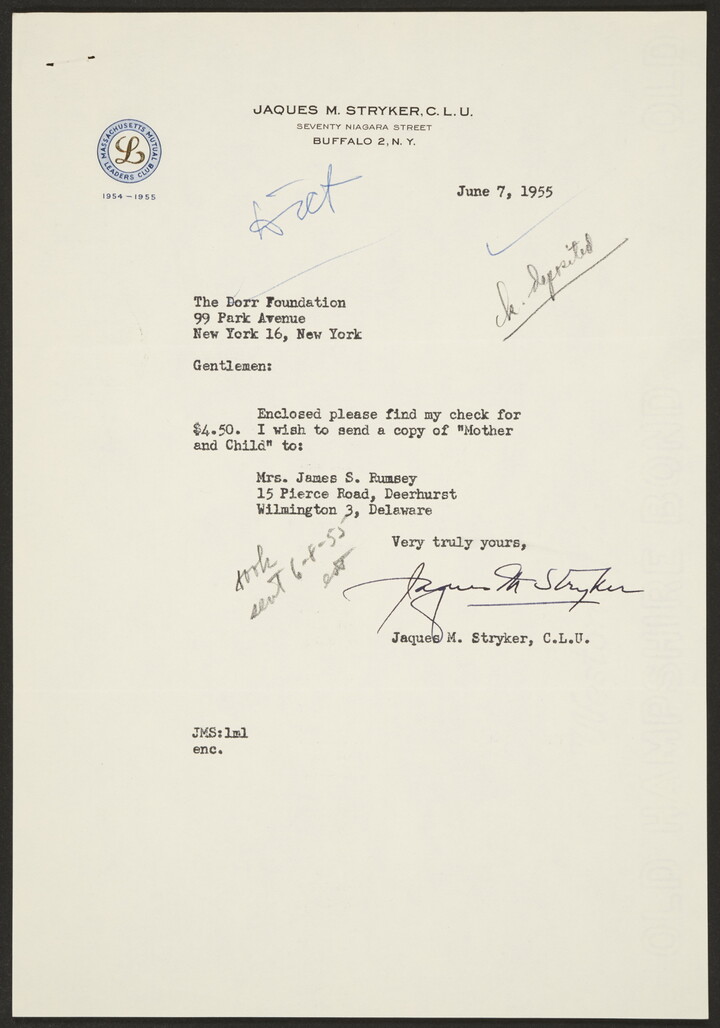 JAQUES M. STRYKER, C.L.U.
SEVENTY NIAGARA STREET
BUFFALO 2, N. Y.
MASSACHUSETTS MUTUAL
LEADERS CLUB
L
1954-1955
June 7, 1955
ck. deposited
The Dorr Foundation
99 Park Avenue
New York 16, New York
Gentlemen:
Enclosed please find my check for
$4.50. I wish to send a copy of "Mother
and Child" to:
Mrs. James S. Rumsey
15 Pierce Road, Deerhurst
Wilmington 3, Delaware
Very truly yours,
sent 6-8-55
Jaques M Stryker
Jaques M. Stryker, C.L.U.
JMS:lml
enc.